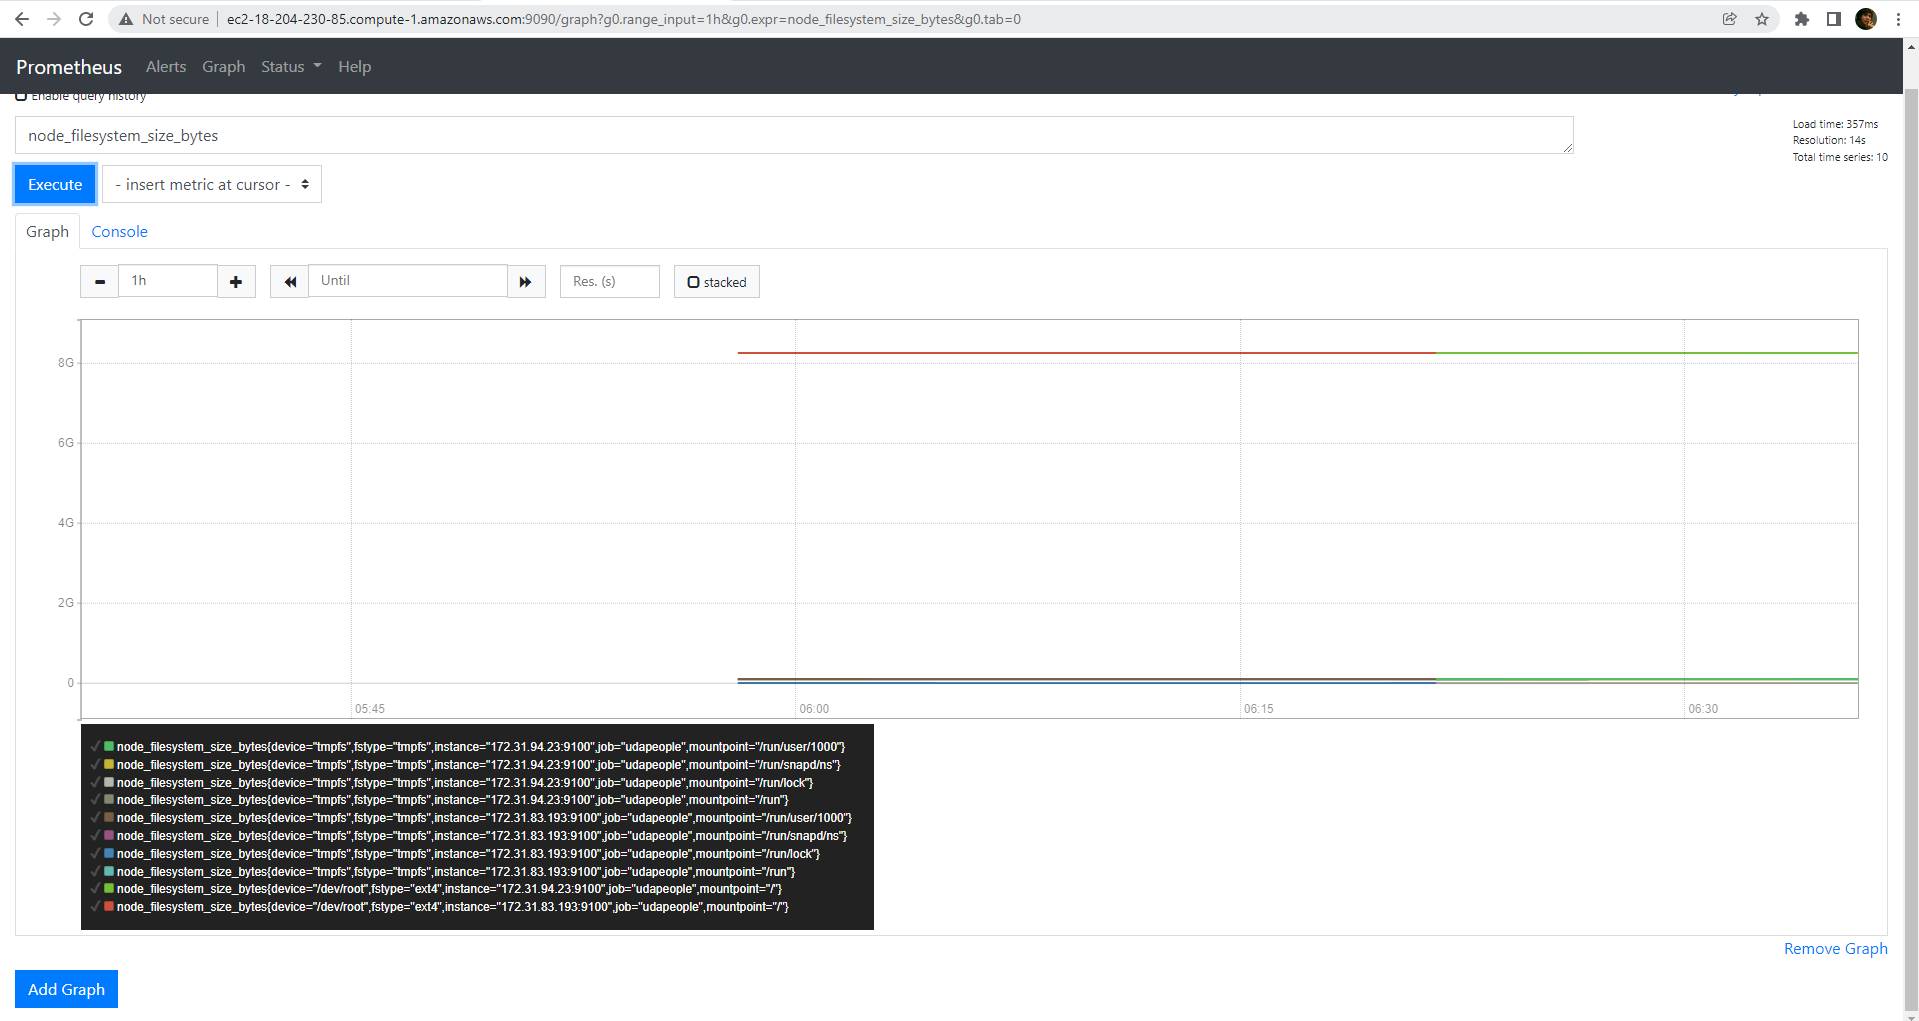 Not secure
ec2-18-204-230-85.compute-1.amazonaws.com:9090/graph?g0.range_input=1h&g0.expr=node_filesystem_size_bytes&g0.tab=0
Prometheus Alerts Graph Status Help
Enable query history
node_filesystem_size_bytes
Load time: 357ms
Resolution: 14s
Total time series: 10
Execute
- insert metric at cursor -
Graph Console
1h
Until
Res. (s)
stacked
8G
6G
4G
2G
0
05:45 06:00 06:15 06:30
node_filesystem_size_bytes{device="tmpfs",fstype="tmpfs",instance="172.31.94.23:9100",job="udapeople",mountpoint="/run/user/1000"}
node_filesystem_size_bytes{device="tmpfs",fstype="tmpfs",instance="172.31.94.23:9100",job="udapeople",mountpoint="/run/snapd/ns"}
node_filesystem_size_bytes{device="tmpfs",fstype="tmpfs",instance="172.31.94.23:9100",job="udapeople",mountpoint="/run/lock"}
node_filesystem_size_bytes{device="tmpfs",fstype="tmpfs",instance="172.31.94.23:9100",job="udapeople",mountpoint="/run"}
node_filesystem_size_bytes{device="tmpfs",fstype="tmpfs",instance="172.31.83.193:9100",job="udapeople",mountpoint="/run/user/1000"}
node_filesystem_size_bytes{device="tmpfs",fstype="tmpfs",instance="172.31.83.193:9100",job="udapeople",mountpoint="/run/snapd/ns"}
node_filesystem_size_bytes{device="tmpfs",fstype="tmpfs",instance="172.31.83.193:9100",job="udapeople",mountpoint="/run/lock"}
node_filesystem_size_bytes{device="tmpfs",fstype="tmpfs",instance="172.31.83.193:9100",job="udapeople",mountpoint="/run"}
node_filesystem_size_bytes{device="/dev/root",fstype="ext4",instance="172.31.94.23:9100",job="udapeople",mountpoint="/"}
node_filesystem_size_bytes{device="/dev/root",fstype="ext4",instance="172.31.83.193:9100",job="udapeople",mountpoint="/"}
Remove Graph
Add Graph